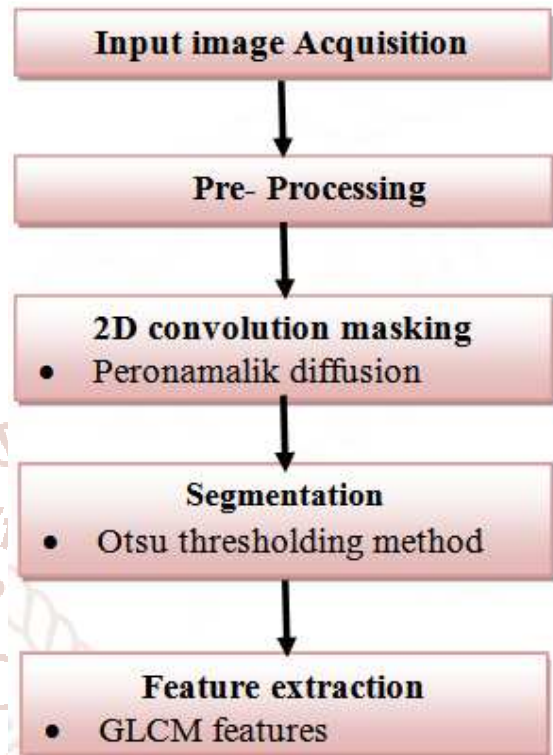 Input image Acquisition
Pre- Processing
2D convolution masking
• Peronamalik diffusion
Segmentation
• Otsu thresholding method
Feature extraction
• GLCM features